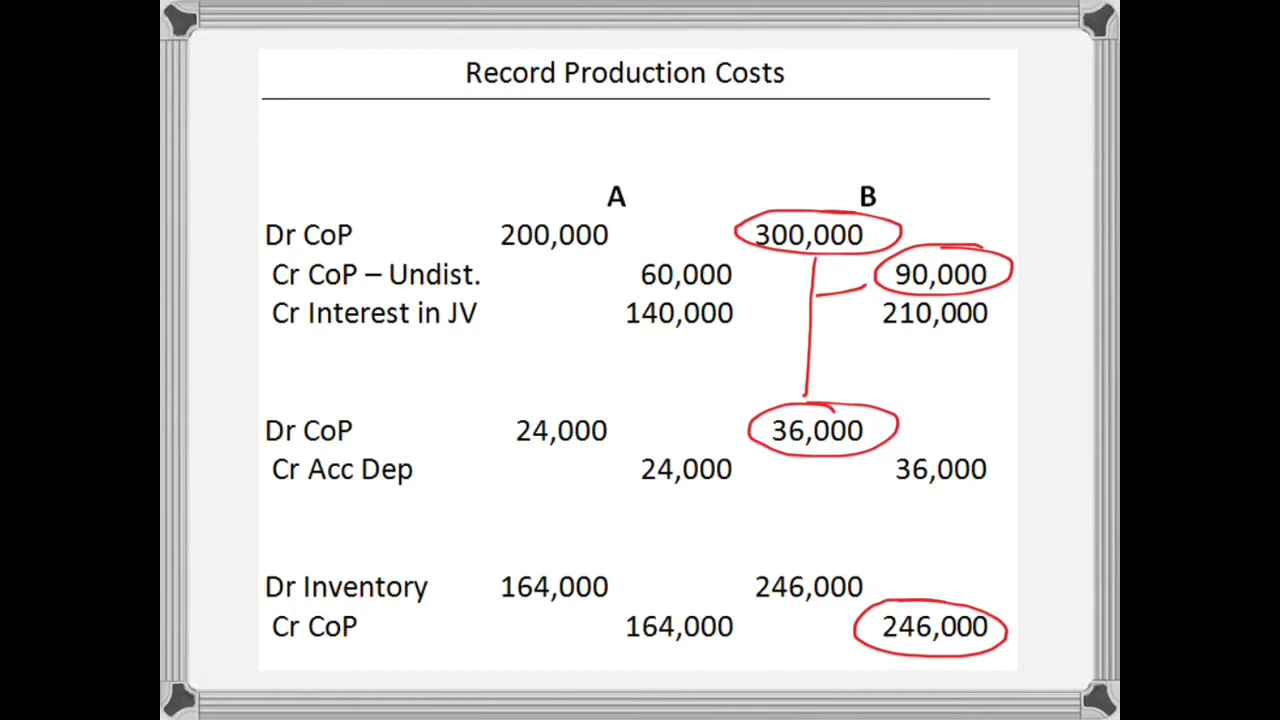 Record Production Costs
A B
Dr CoP 200,000 300,000
Cr CoP – Undist. 60,000 90,000
Cr Interest in JV 140,000 210,000
Dr CoP 24,000 36,000
Cr Acc Dep 24,000 36,000
Dr Inventory 164,000 246,000
Cr CoP 164,000 246,000